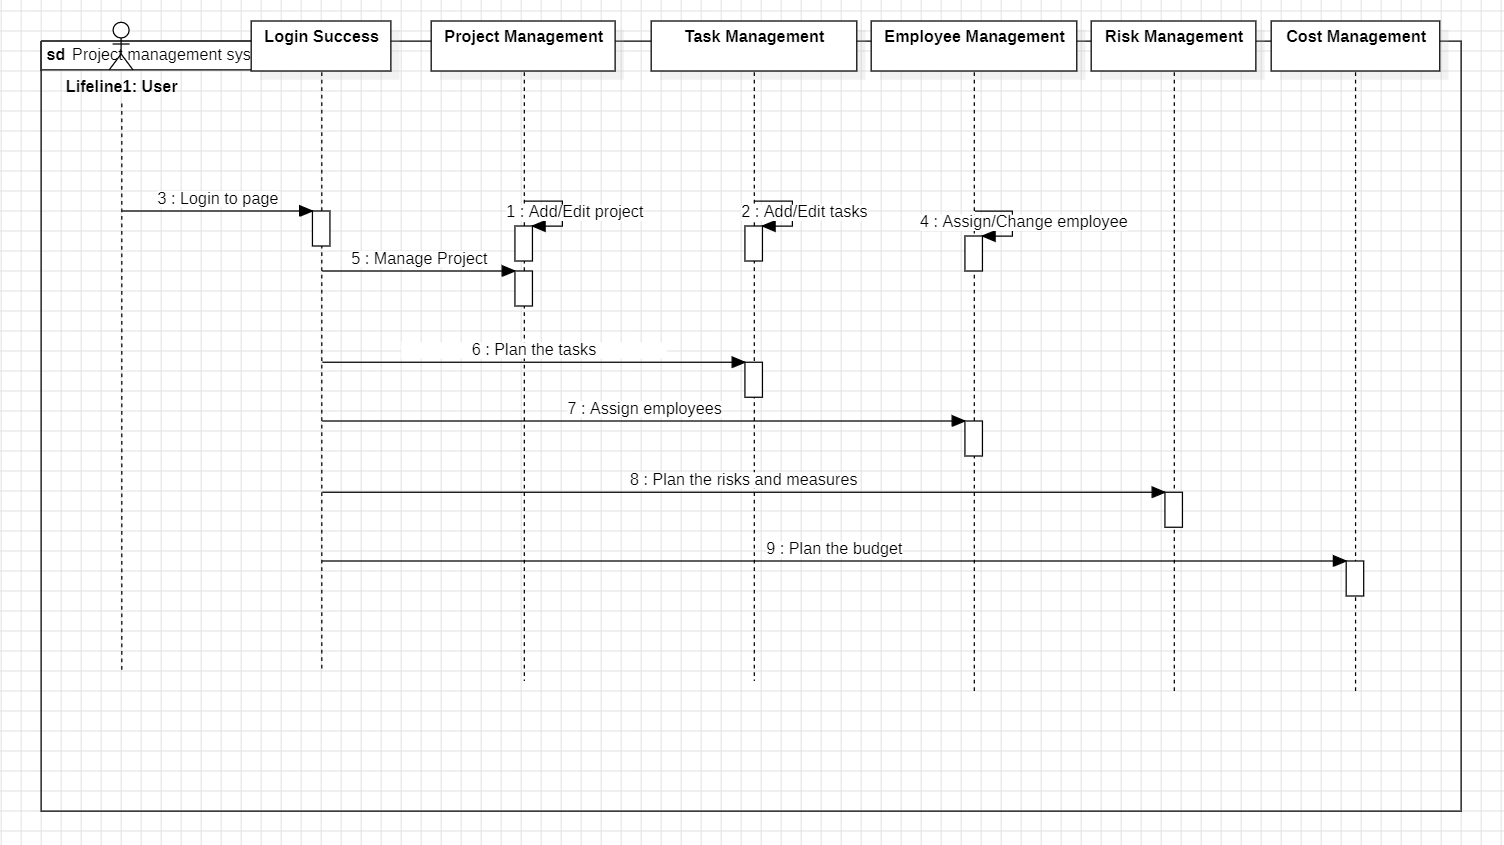 Login Success
Project Management
Task Management
Employee Management
Risk Management
Cost Management
sd Project management sys
Lifeline1: User
3 : Login to page
1 : Add/Edit project
2 : Add/Edit tasks
4 : Assign/Change employee
5 : Manage Project
6 : Plan the tasks
7 : Assign employees
8 : Plan the risks and measures
9 : Plan the budget